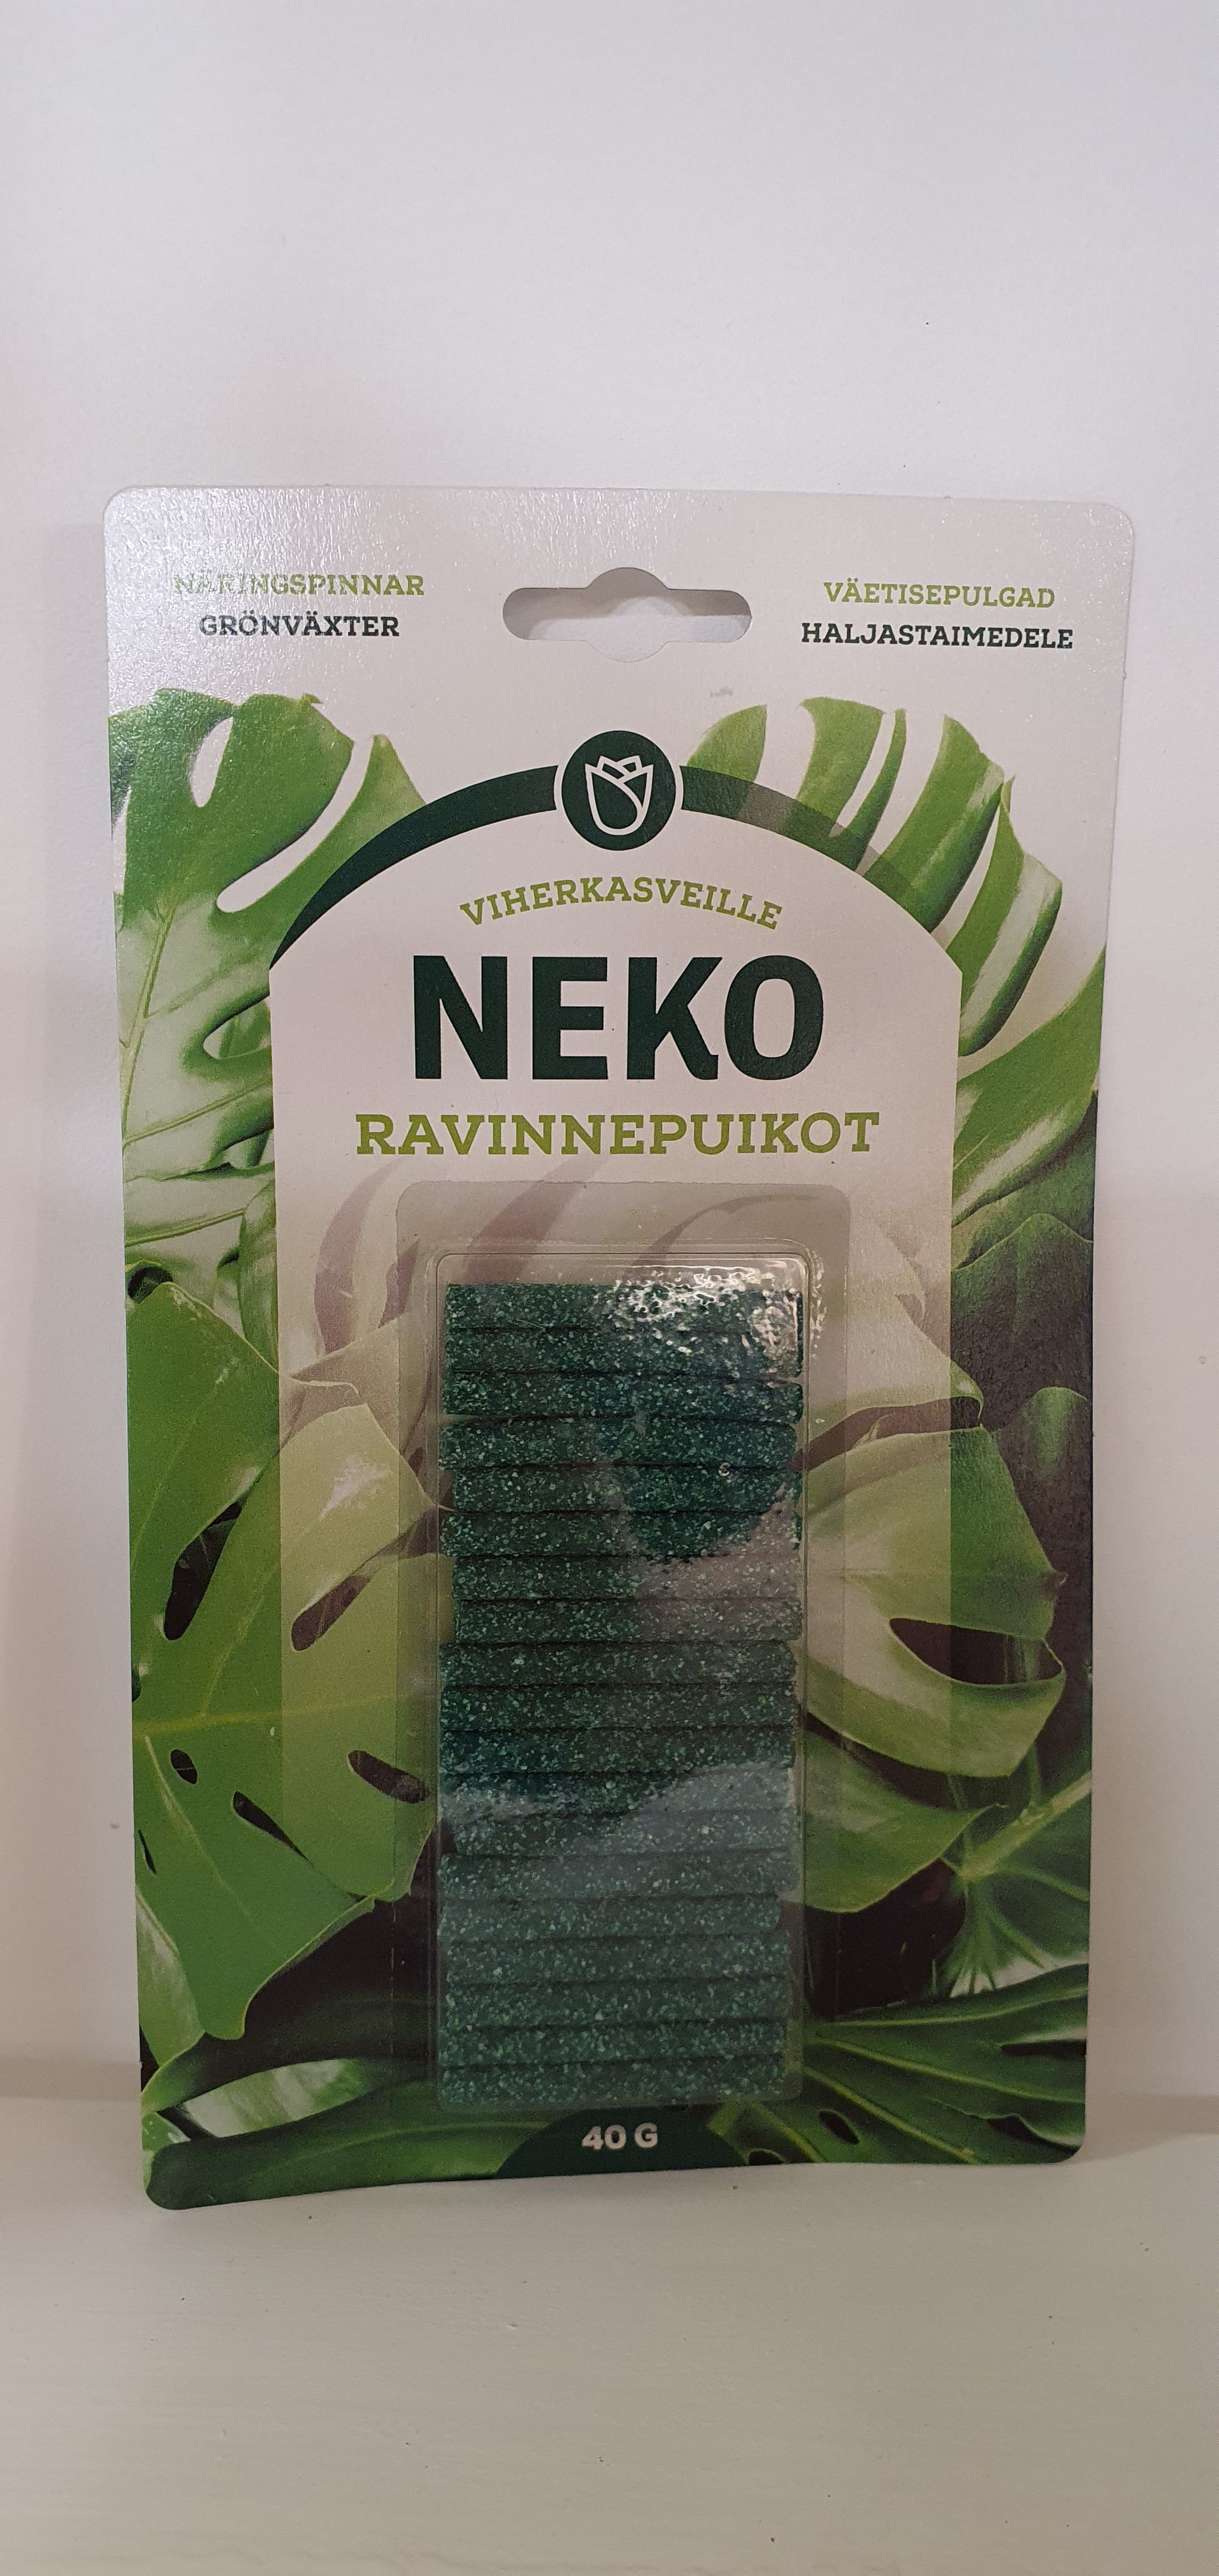 NÄRINGSPINNAR
GRÖNVÄXTER
VÄETISEPULGAD
HALJASTAIMEDELE
VIHERKASVEILLE
NEKO
RAVINNEPUIKOT
40 G